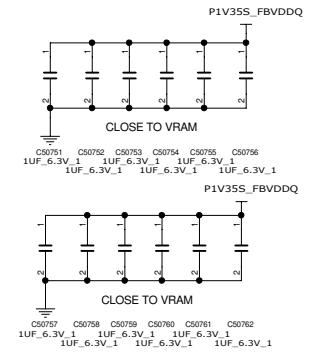 P1V35S_FBVDDQ
1 1 1 1 1 1
2 2 2 2 2 2
CLOSE TO VRAM
C50751 C50752 C50753 C50754 C50755 C50756
1UF_6.3V_1 1UF_6.3V_1 1UF_6.3V_1
1UF_6.3V_1 1UF_6.3V_1 1UF_6.3V_1
P1V35S_FBVDDQ
1 1 1 1 1 1
2 2 2 2 2 2
CLOSE TO VRAM
C50757 C50758 C50759 C50760 C50761 C50762
1UF_6.3V_1 1UF_6.3V_1 1UF_6.3V_1
1UF_6.3V_1 1UF_6.3V_1 1UF_6.3V_1